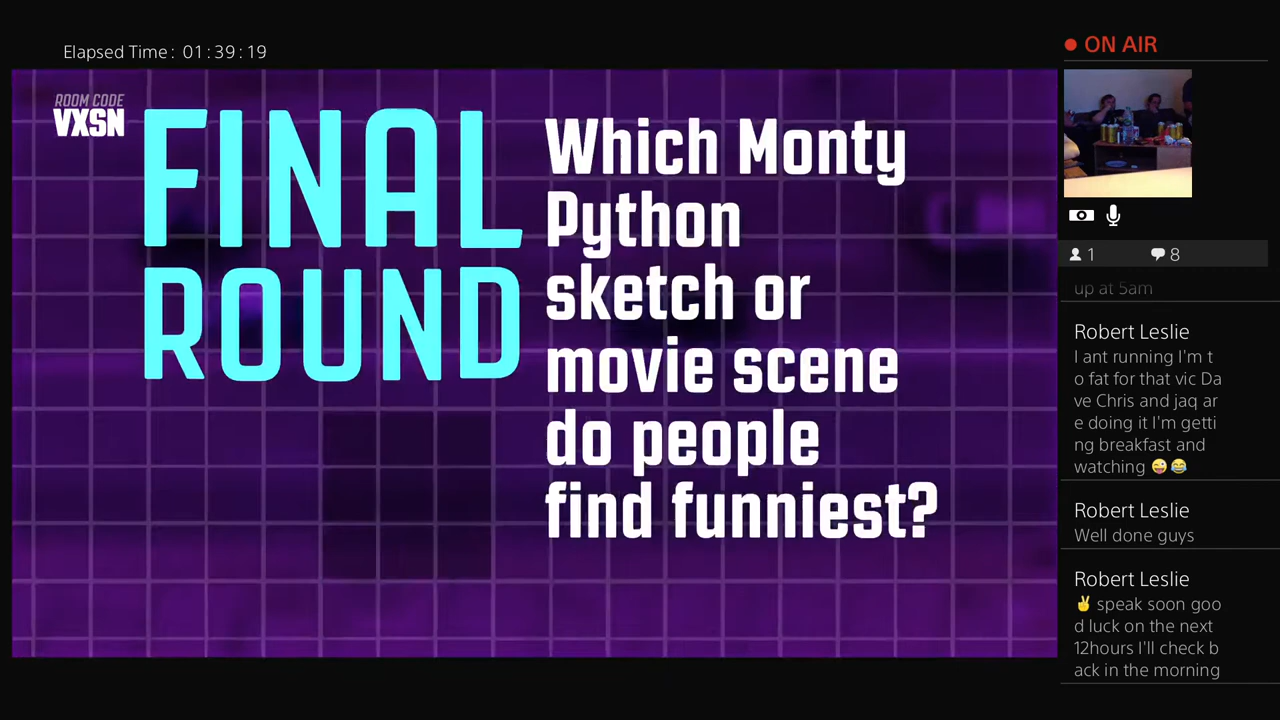 Elapsed Time: 01:39:19
ON AIR
ROOM CODE
VXSN
FINAL
ROUND
Which Monty
Python
sketch or
movie scene
do people
find funniest?
1
8
up at 5am
Robert Leslie
I ant running I'm t
o fat for that vic Da
ve Chris and jaq ar
e doing it I'm getti
ng breakfast and
watching 😜😂
Robert Leslie
Well done guys
Robert Leslie
✌️ speak soon goo
d luck on the next
12hours I'll check b
ack in the morning